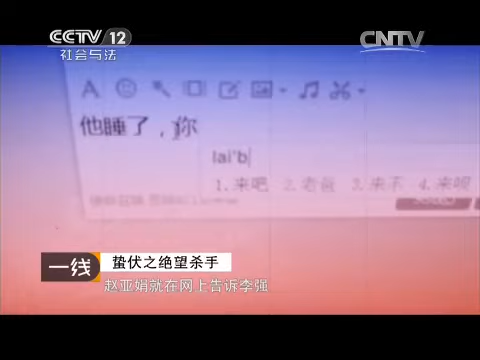 CCTV 12
社会与法
CNTV
他睡了，你
lai'b
1.来吧 2.老爸 3.来不 4.来呗
一线
蛰伏之绝望杀手
赵亚娟就在网上告诉李强